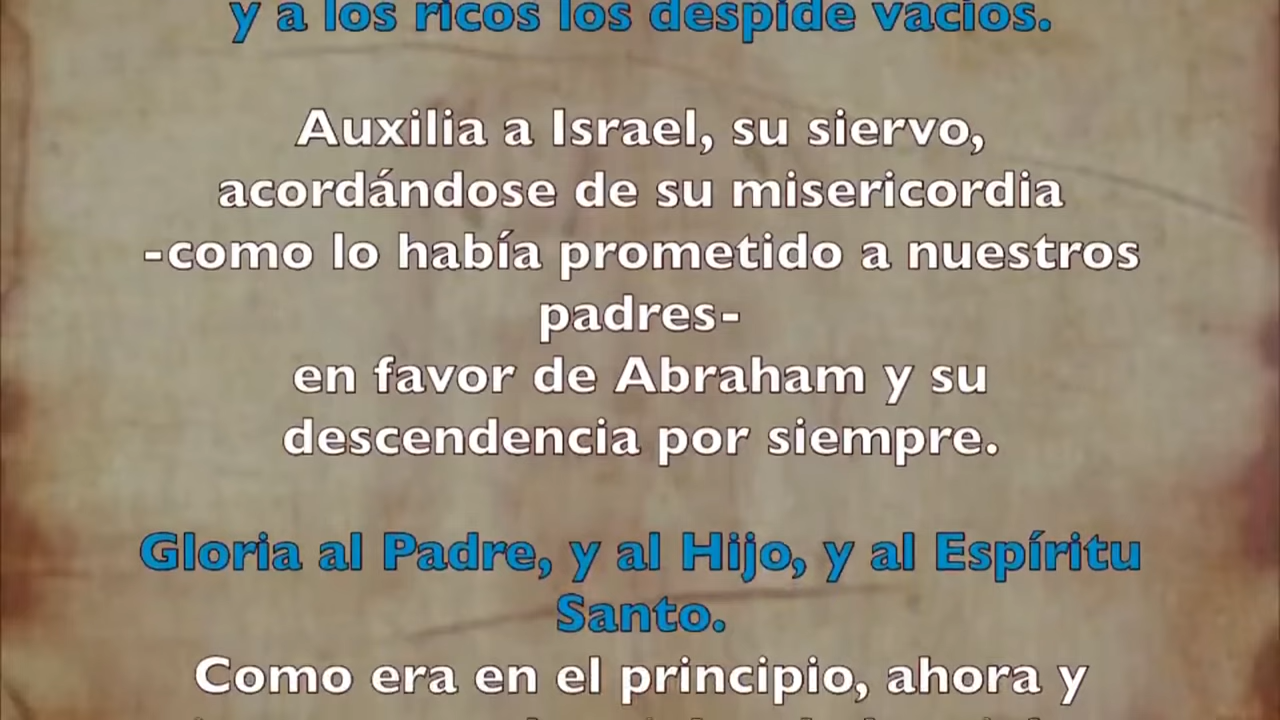 y a los ricos los despide vacíos.
Auxilia a Israel, su siervo,
acordándose de su misericordia
-como lo había prometido a nuestros
padres-
en favor de Abraham y su
descendencia por siempre.
Gloria al Padre, y al Hijo, y al Espíritu
Santo.
Como era en el principio, ahora y